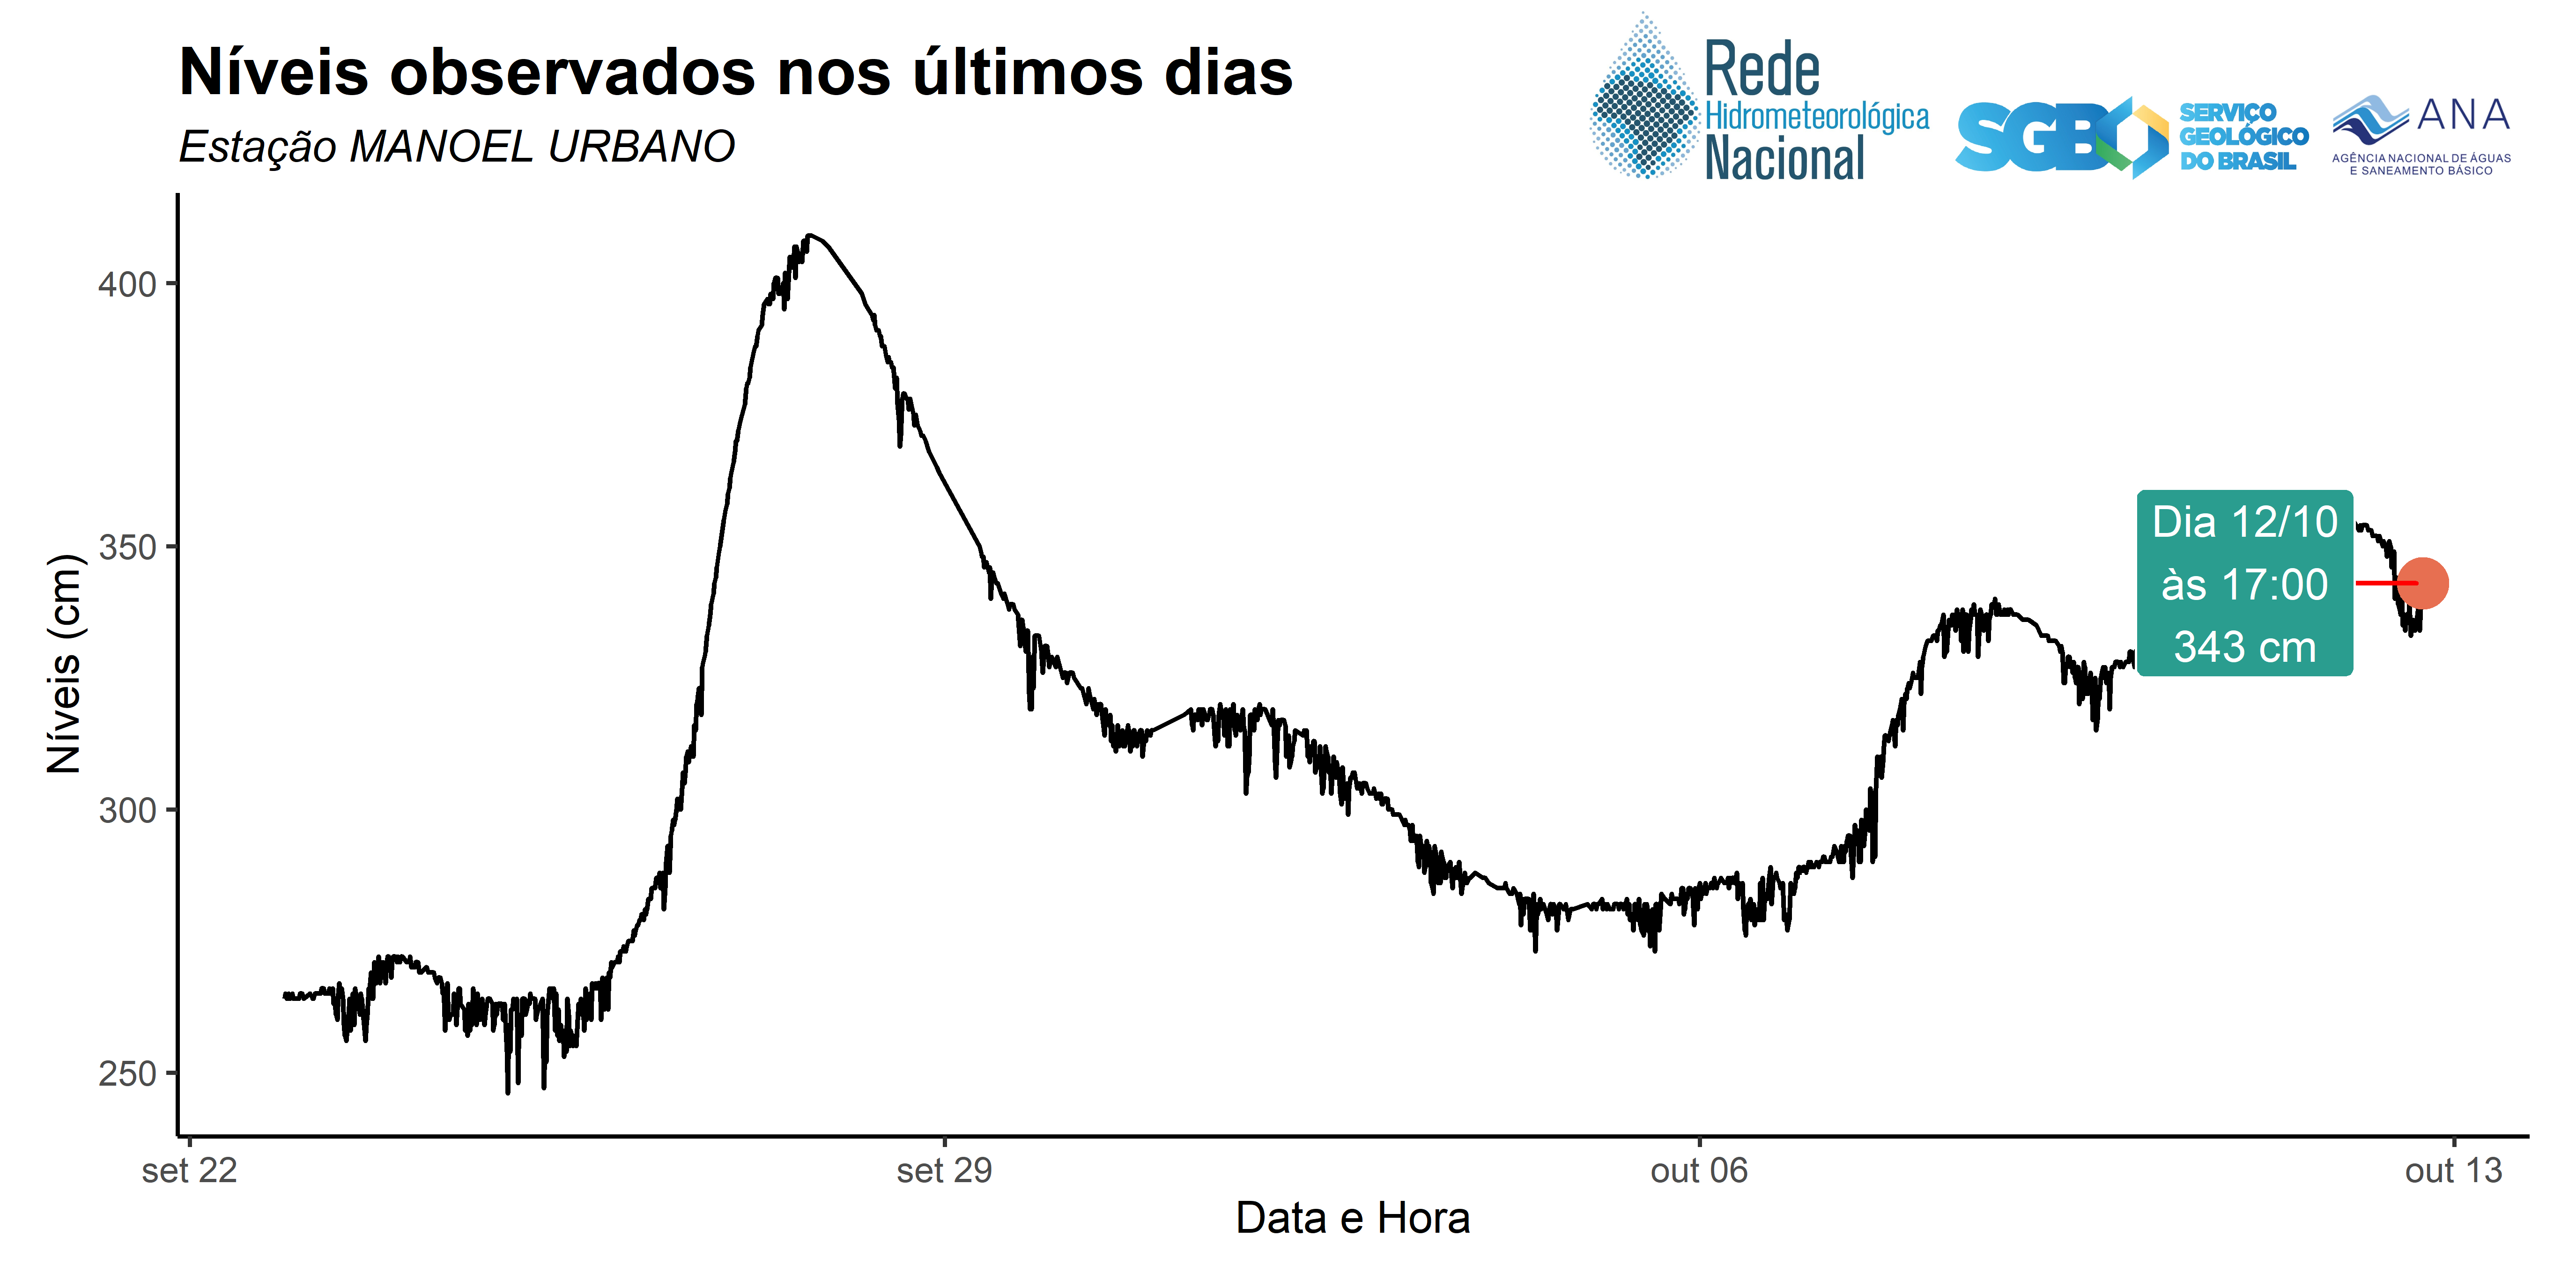 Níveis observados nos últimos dias
Estação MANOEL URBANO
Rede
Hidrometeorológica
Nacional
SGB
SERVIÇO
GEOLÓGICO
DO BRASIL
ANA
AGÊNCIA NACIONAL DE ÁGUAS
E SANEAMENTO BÁSICO
Níveis (cm)
400
350
300
250
Dia 12/10
às 17:00
343 cm
set 22
set 29
out 06
out 13
Data e Hora